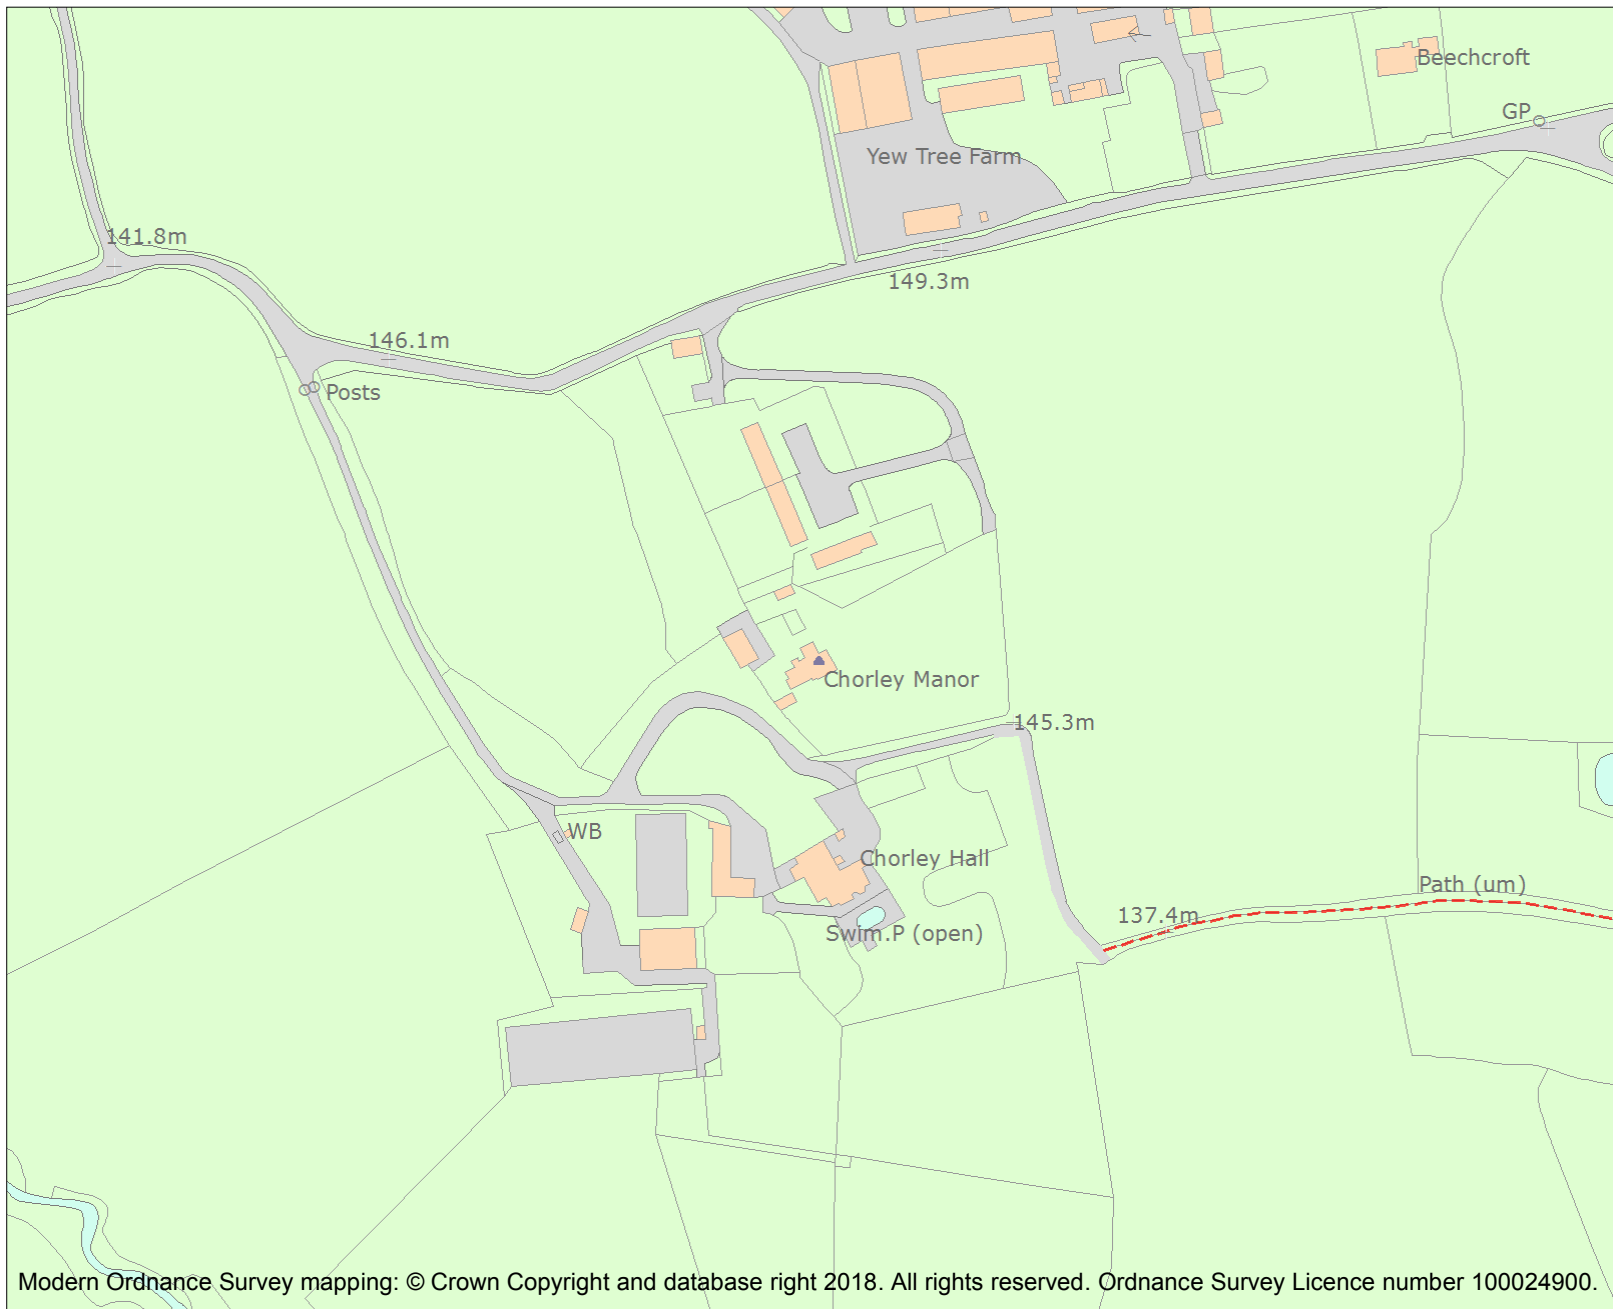 Beechcroft
GP
Yew Tree Farm
141.8m
149.3m
146.1m
Posts
Chorley Manor
145.3m
WB
Chorley Hall
Path (um)
137.4m
Swim.P (open)
Modern Ordnance Survey mapping: © Crown Copyright and database right 2018. All rights reserved. Ordnance Survey Licence number 100024900.